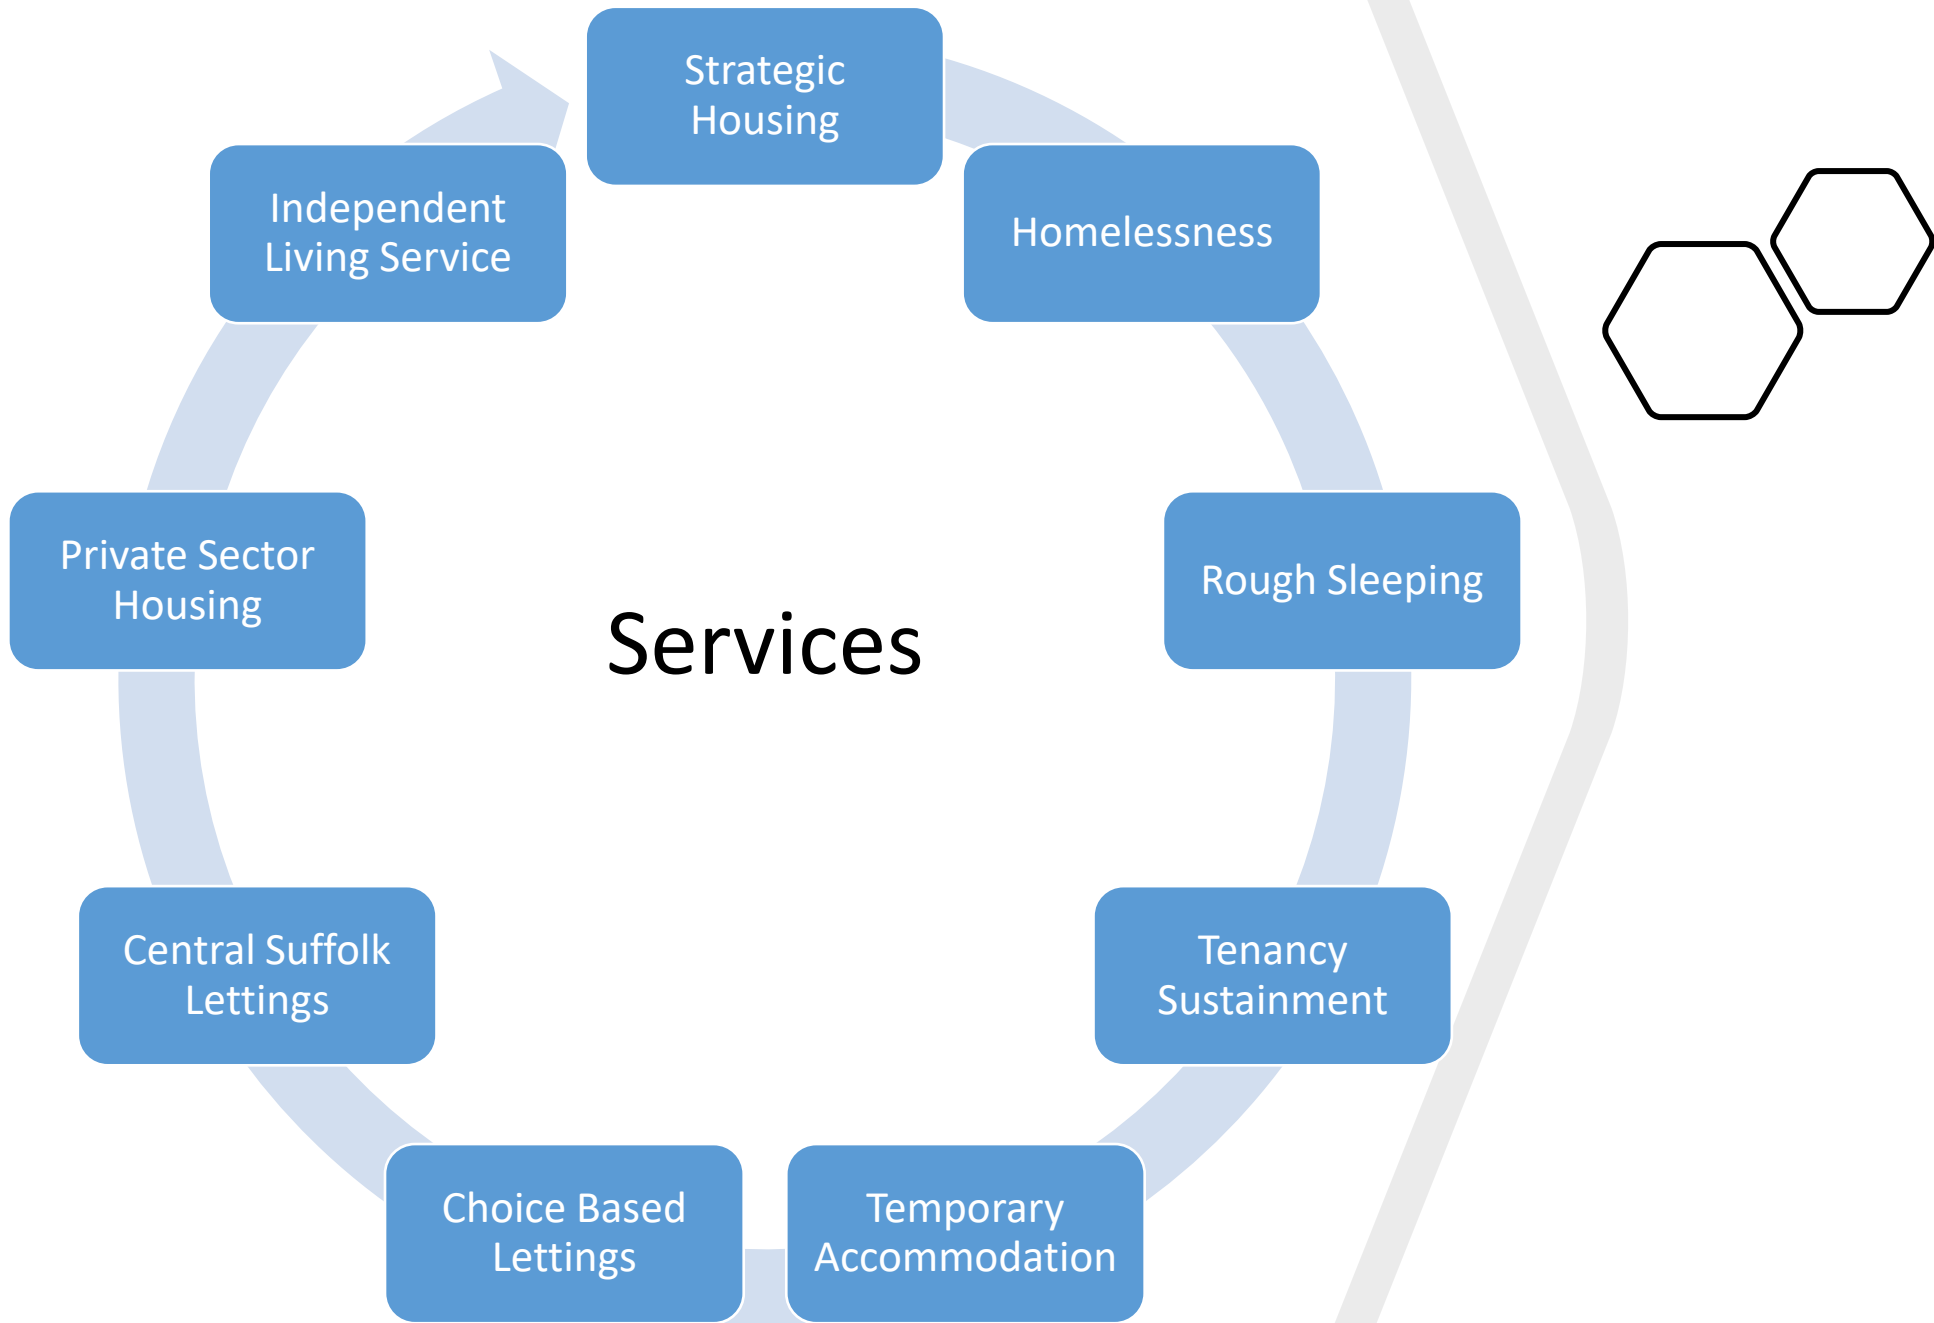 Strategic
Housing
Homelessness
Rough Sleeping
Tenancy
Sustainment
Temporary
Accommodation
Choice Based
Lettings
Central Suffolk
Lettings
Private Sector
Housing
Independent
Living Service
Services